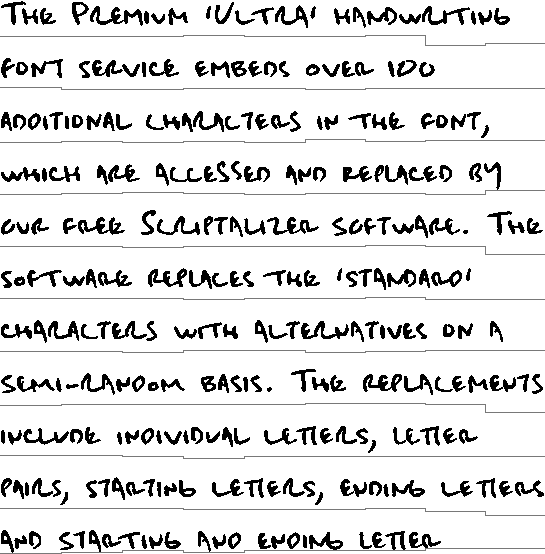 The Premium 'Ultra' handwriting
font service embeds over 100
additional characters in the font,
which are accessed and replaced by
our free Scriptalizer software. The
software replaces the 'standard'
characters with alternatives on a
semi-random basis. The replacements
include individual letters, letter
pairs, starting letters, ending letters
and starting and ending letter